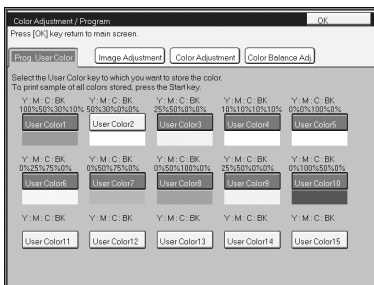 Color Adjustment / Program OK
Press [OK] key return to main screen.
Prog. User Color Image Adjustment Color Adjustment Color Balance Adj.
Select the User Color key to which you want to store the color.
To print sample of all colors stored, press the Start key.
Y : M : C : BK Y : M : C : BK Y : M : C : BK Y : M : C : BK Y : M : C : BK
100%50%30%10% 50%30%0%0% 25%50%0%0% 10%10%10%10% 0%0%100%0%
User Color1 User Color2 User Color3 User Color4 User Color5
Y : M : C : BK Y : M : C : BK Y : M : C : BK Y : M : C : BK Y : M : C : BK
0%25%75%0% 0%50%75%0% 0%50%100%0% 25%50%0%0% 0%100%50%0%
User Color6 User Color7 User Color8 User Color9 User Color10
Y : M : C : BK Y : M : C : BK Y : M : C : BK Y : M : C : BK Y : M : C : BK
User Color11 User Color12 User Color13 User Color14 User Color15